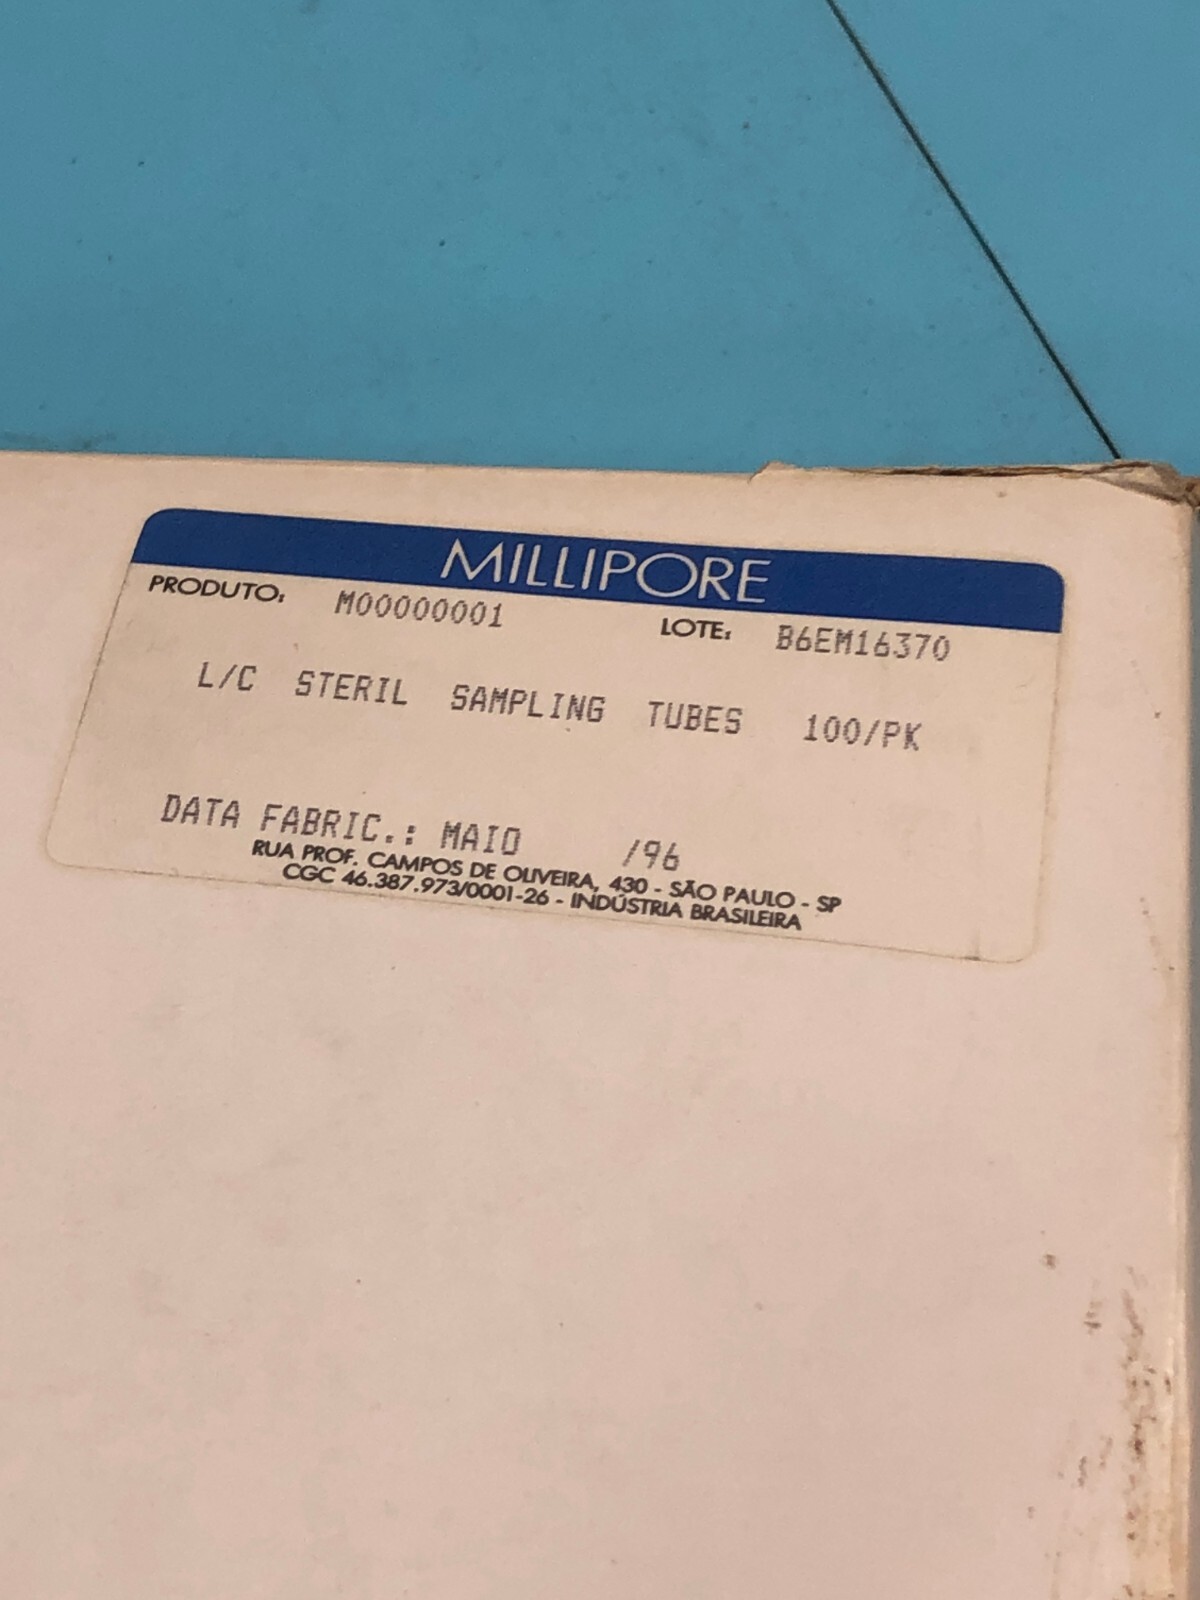 MILLIPORE
PRODUTO: M00000001 LOTE: B6EM16370
L/C STERIL SAMPLING TUBES 100/PK
DATA FABRIC.: MAIO /96
RUA PROF. CAMPOS DE OLIVEIRA, 430 - SÃO PAULO - SP
CGC 46.387.973/0001-26 - INDÚSTRIA BRASILEIRA